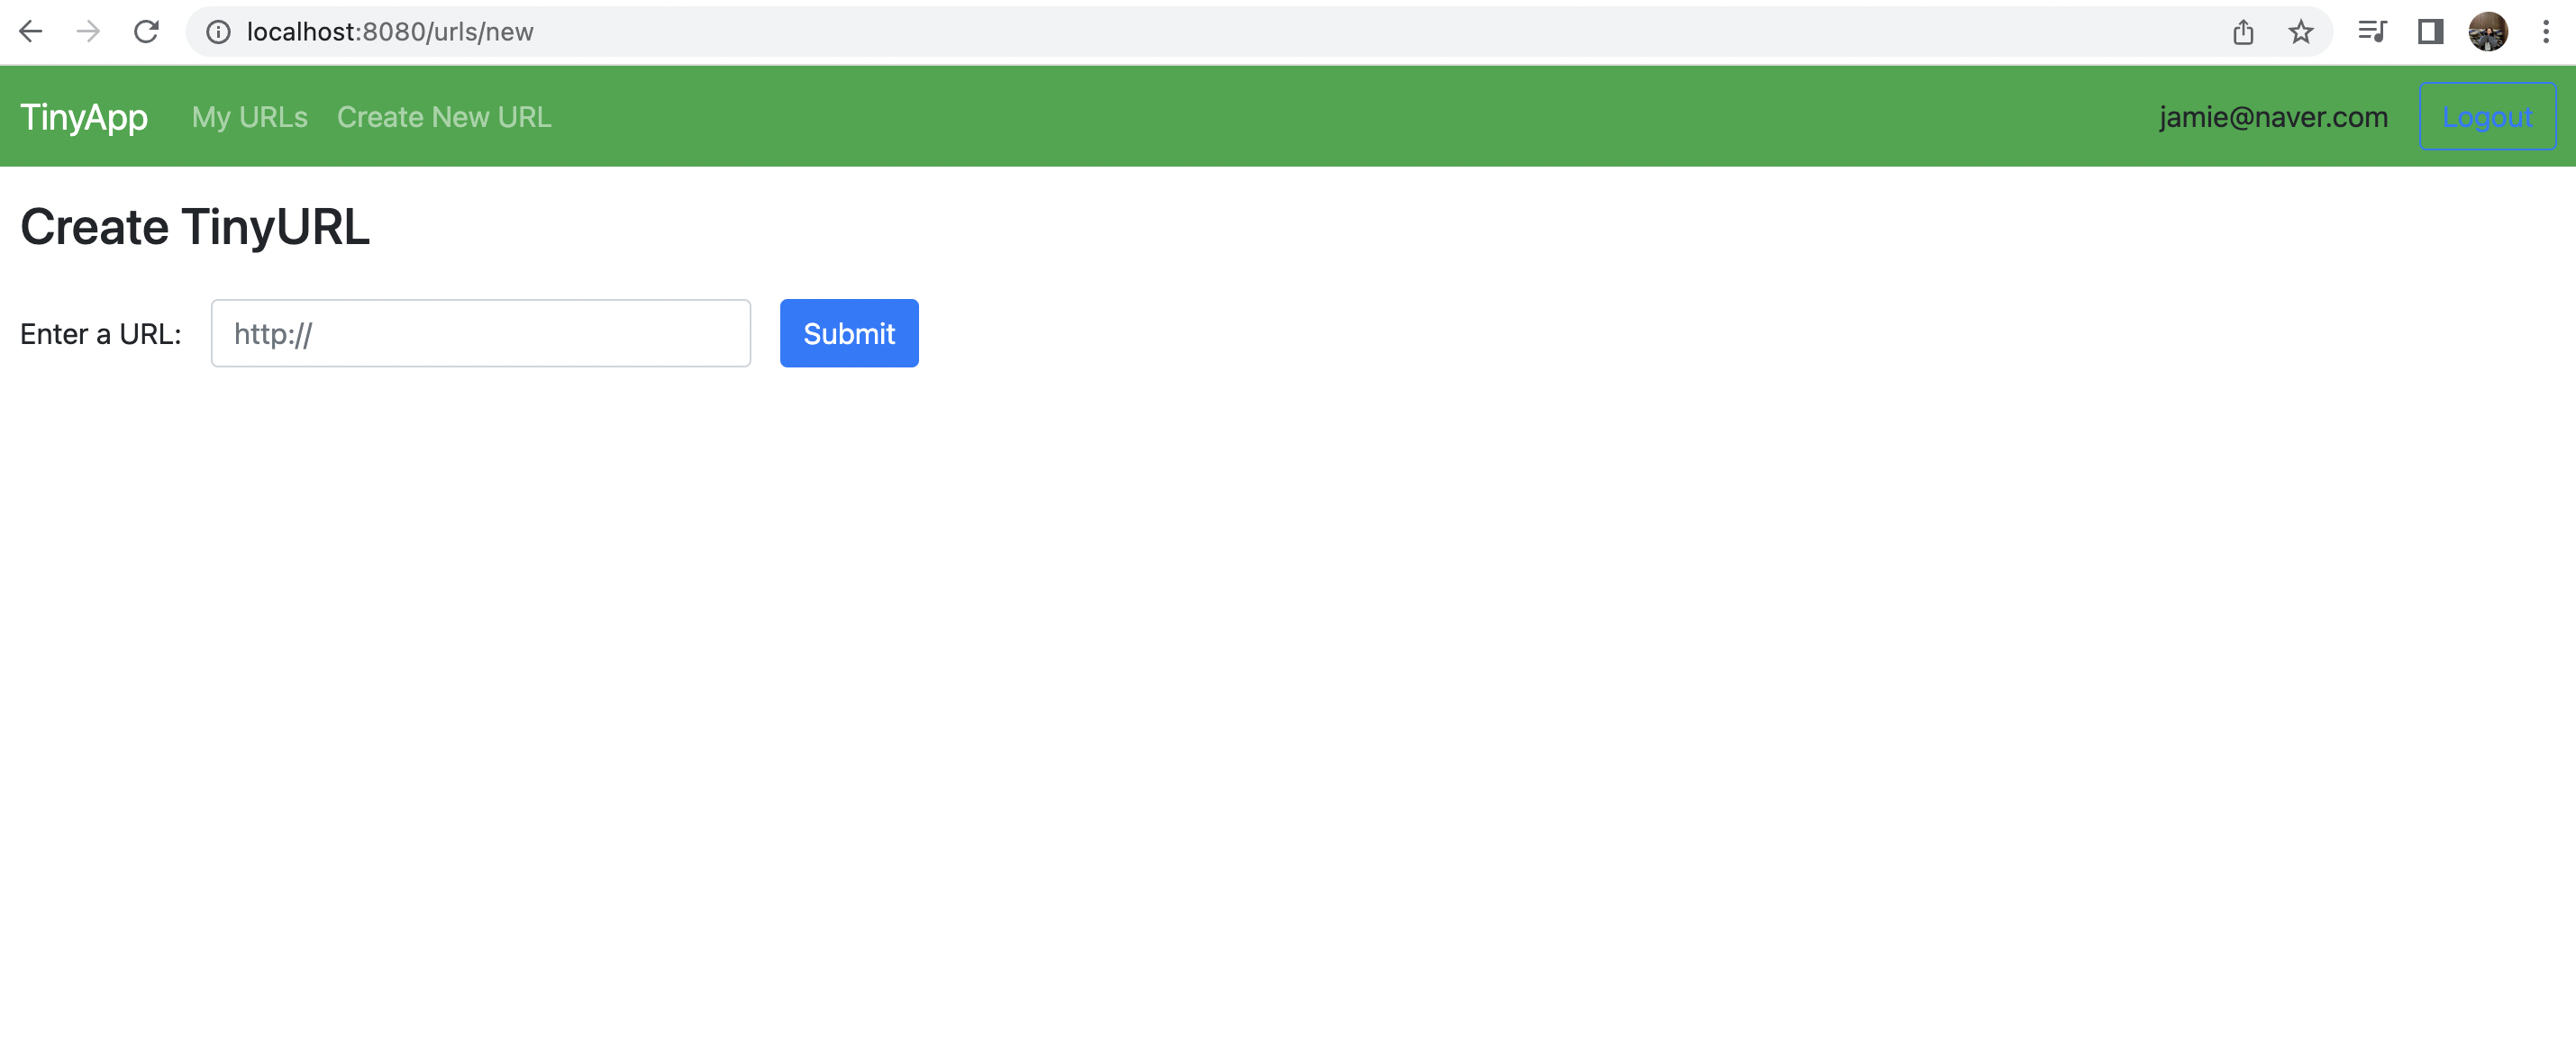 localhost:8080/urls/new
TinyApp My URLs Create New URL jamie@naver.com Logout
Create TinyURL
Enter a URL: http:// Submit